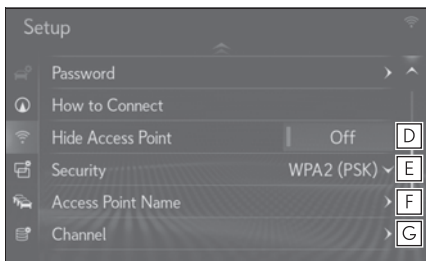 Setup
Password
How to Connect
Hide Access Point Off D
Security WPA2 (PSK) E
Access Point Name F
Channel G